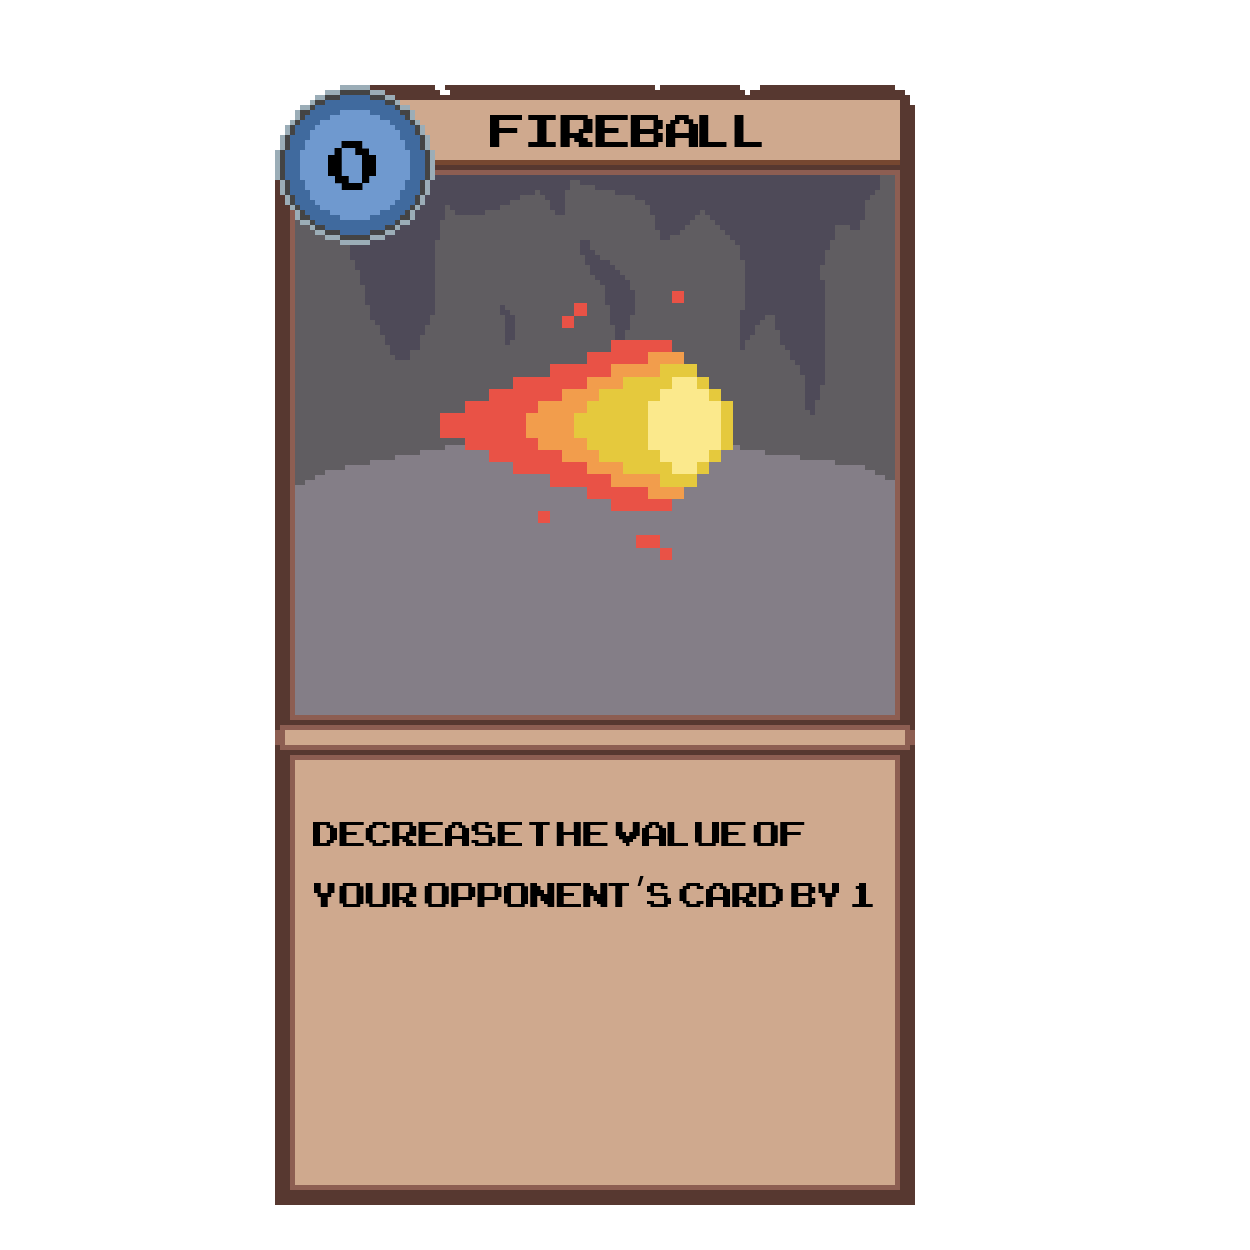 0
FIREBALL
DECREASE THE VALUE OF
YOUR OPPONENT'S CARD BY 1